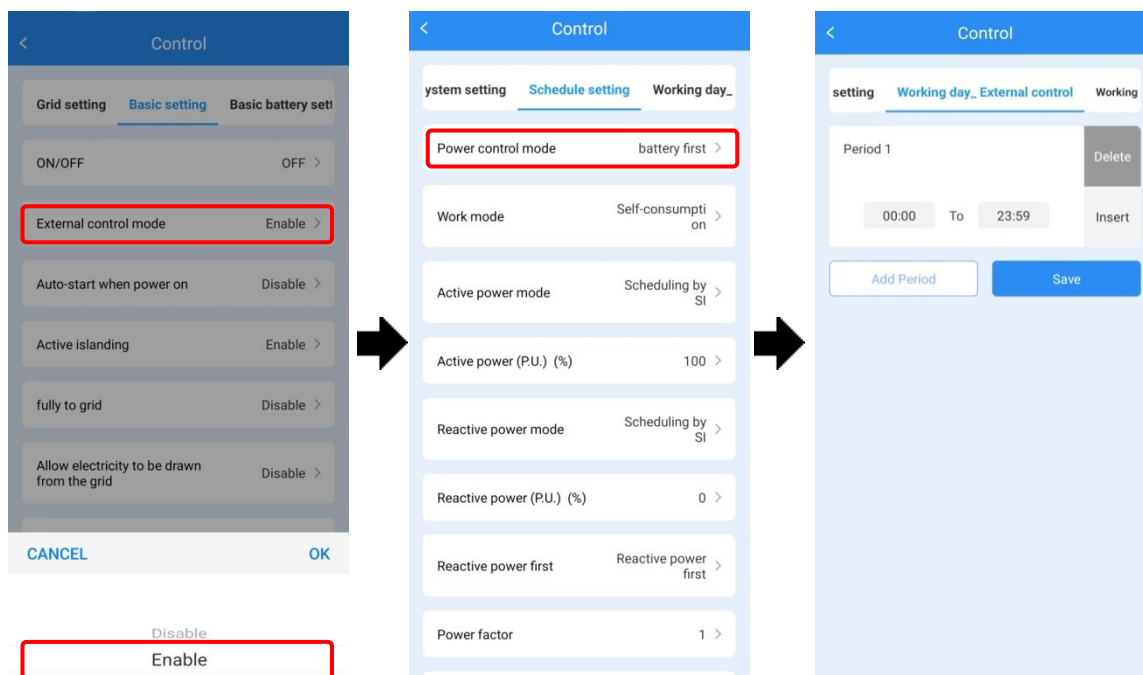 Control
Grid setting Basic setting Basic battery sett
ON/OFF OFF
External control mode Enable
Auto-start when power on Disable
Active islanding Enable
fully to grid Disable
Allow electricity to be drawn
from the grid Disable
CANCEL OK
Disable
Enable
Control
ystem setting Schedule setting Working day_
Power control mode battery first
Work mode Self-consumpti
on
Active power mode Scheduling by
SI
Active power (P.U.) (%) 100
Reactive power mode Scheduling by
SI
Reactive power (P.U.) (%) 0
Reactive power first Reactive power
first
Power factor 1
Control
setting Working day_ External control Working
Period 1
Delete
00:00 To 23:59 Insert
Add Period Save